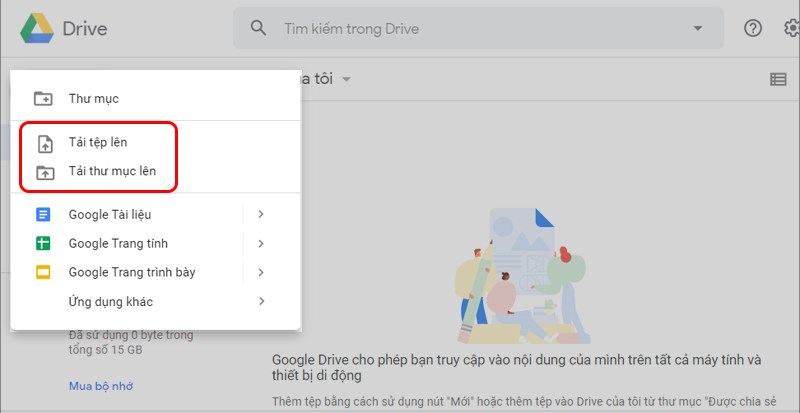 Drive
Tìm kiếm trong Drive
a tôi
Thư mục
Tải tệp lên
Tải thư mục lên
Google Tài liệu
Google Trang tính
Google Trang trình bày
Ứng dụng khác
Đã sử dụng 0 byte trong
tổng số 15 GB
Mua bộ nhớ
Google Drive cho phép bạn truy cập vào nội dung của mình trên tất cả máy tính và
thiết bị di động
Thêm tệp bằng cách sử dụng nút "Mới" hoặc thêm tệp vào Drive của tôi từ thư mục "Được chia sẻ